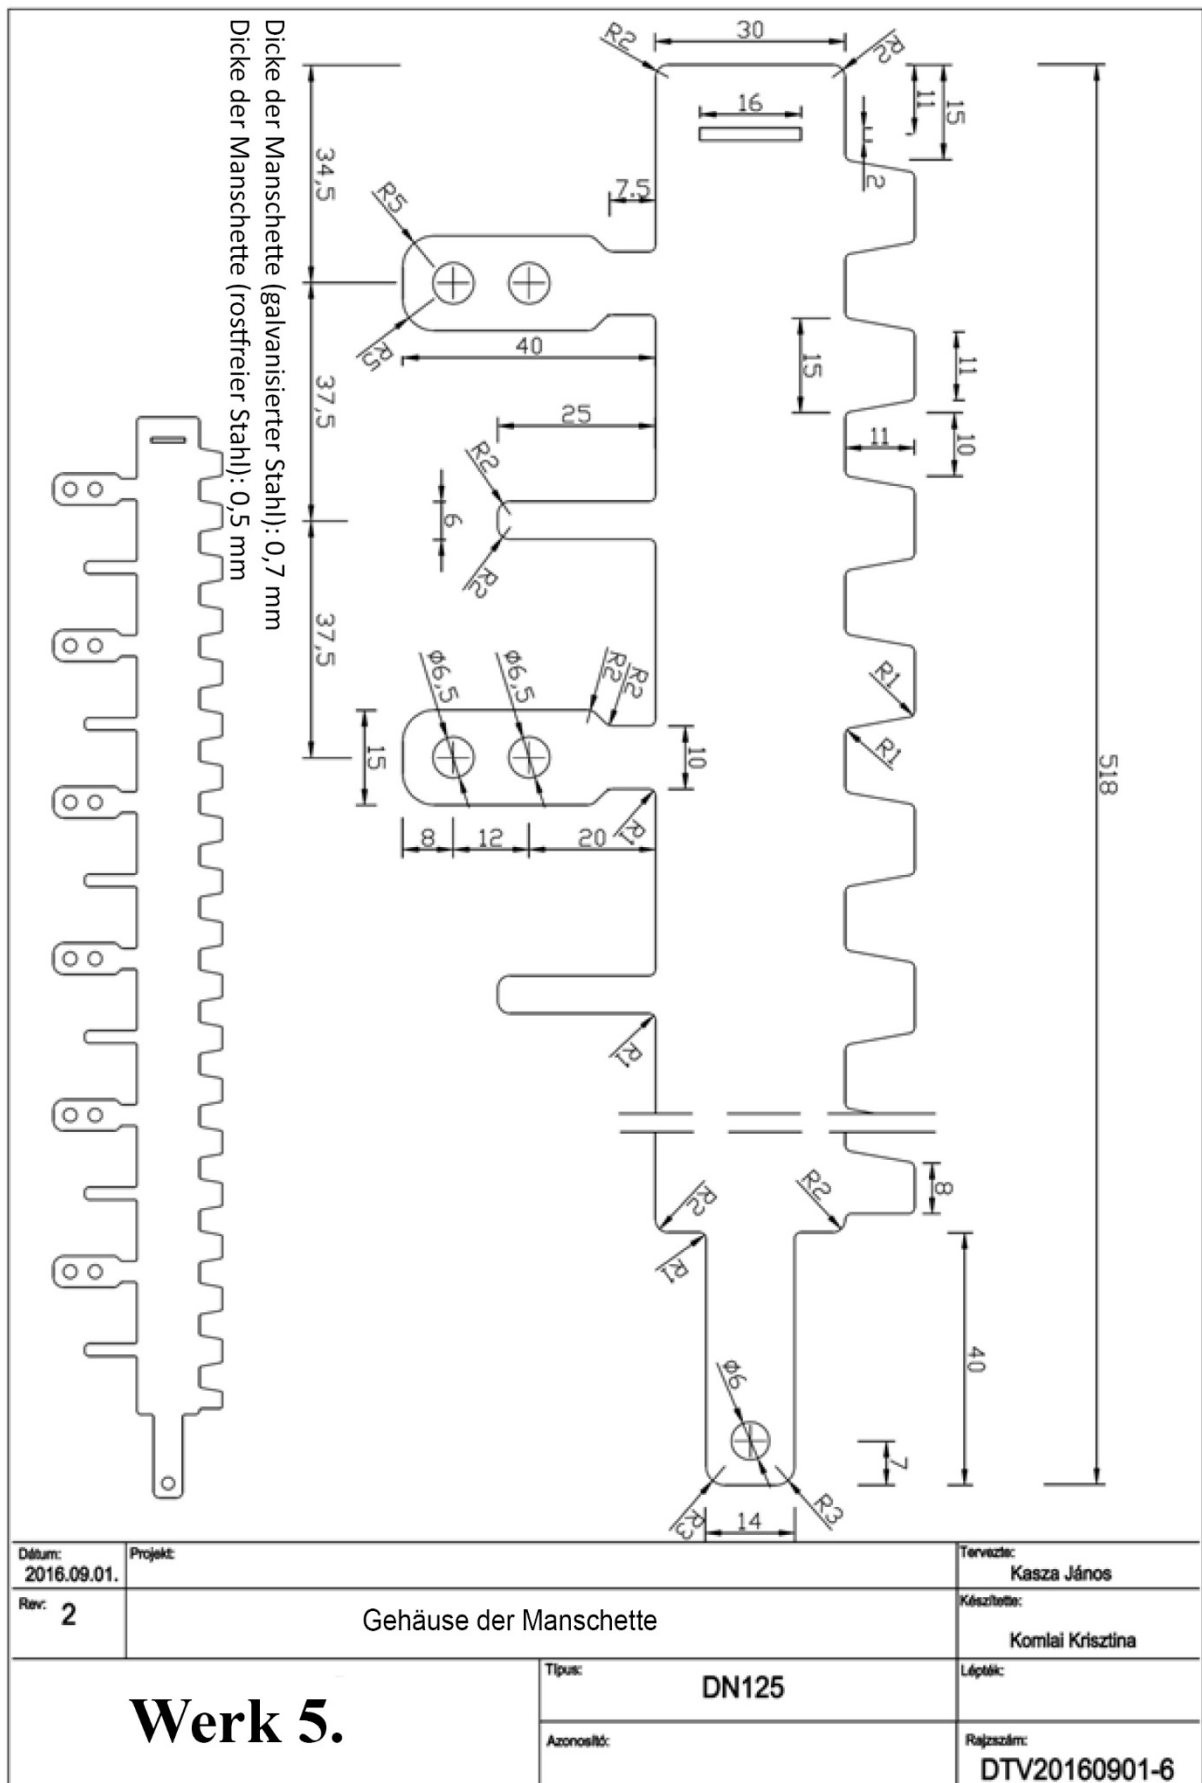 Dicke der Manschette (galvanisierter Stahl): 0,7 mm
Dicke der Manschette (rostfreier Stahl): 0,5 mm
30
R2
R2
11
15
16
2
34,5
7.5
R5
R5
40
15
11
37,5
25
11
10
R2
6
R2
37,5
Ø6,5
Ø6,5
R2
R2
R1
R1
15
10
518
8
12
20
R1
R1
R2
R2
8
R1
40
Ø6
7
R3
14
R3
Dátum:
2016.09.01.
Projekt:
Tervezte:
Kasza János
Rev: 2
Gehäuse der Manschette
Készítette:
Komlai Krisztina
Werk 5.
Típus:
DN125
Lépték:
Azonosító:
Rajzszám:
DTV20160901-6